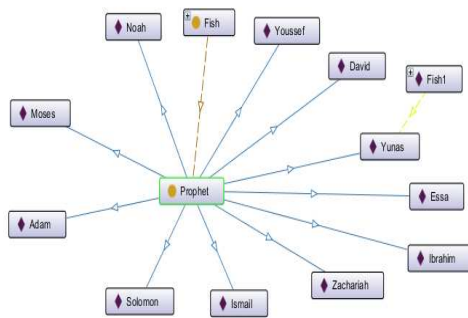 Noah
Fish
Youssef
David
Fish1
Moses
Yunas
Prophet
Essa
Adam
Ibrahim
Zachariah
Solomon
Ismail